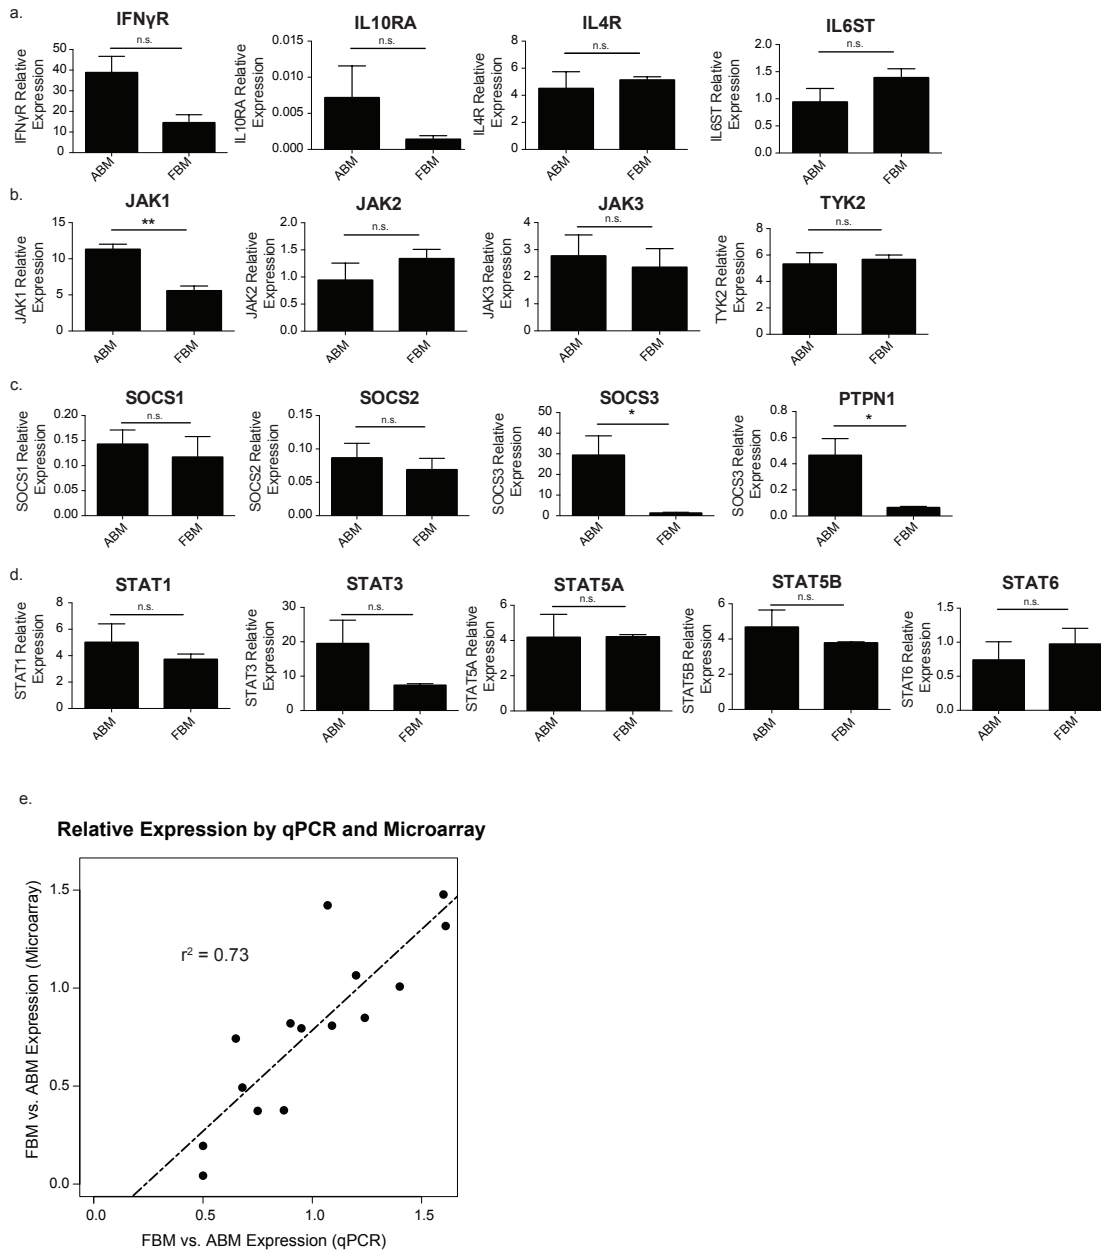 a.
IFNγR
IFNγR Relative
Expression
50
40
30
20
10
0
n.s.
ABM
FBM
IL10RA
IL10RA Relative
Expression
0.015
0.010
0.005
0.000
n.s.
ABM
FBM
IL4R
IL4R Relative
Expression
8
6
4
2
0
n.s.
ABM
FBM
IL6ST
IL6ST Relative
Expression
2.0
1.5
1.0
0.5
0.0
n.s.
ABM
FBM
b.
JAK1
JAK1 Relative
Expression
15
10
5
0
**
ABM
FBM
JAK2
JAK2 Relative
Expression
2.0
1.5
1.0
0.5
0.0
n.s.
ABM
FBM
JAK3
JAK3 Relative
Expression
4
3
2
1
0
n.s.
ABM
FBM
TYK2
TYK2 Relative
Expression
8
6
4
2
0
n.s.
ABM
FBM
c.
SOCS1
SOCS1 Relative
Expression
0.20
0.15
0.10
0.05
0.00
n.s.
ABM
FBM
SOCS2
SOCS2 Relative
Expression
0.15
0.10
0.05
0.00
n.s.
ABM
FBM
SOCS3
SOCS3 Relative
Expression
50
40
30
20
10
0
*
ABM
FBM
PTPN1
SOCS3 Relative
Expression
0.8
0.6
0.4
0.2
0.0
*
ABM
FBM
d.
STAT1
STAT1 Relative
Expression
8
6
4
2
0
n.s.
ABM
FBM
STAT3
STAT3 Relative
Expression
30
20
10
0
n.s.
ABM
FBM
STAT5A
STAT5A Relative
Expression
6
4
2
0
n.s.
ABM
FBM
STAT5B
STAT5B Relative
Expression
6
4
2
0
n.s.
ABM
FBM
STAT6
STAT6 Relative
Expression
1.5
1.0
0.5
0.0
n.s.
ABM
FBM
e.
Relative Expression by qPCR and Microarray
FBM vs. ABM Expression (Microarray)
1.5
1.0
0.5
0.0
r² = 0.73
0.0
0.5
1.0
1.5
FBM vs. ABM Expression (qPCR)